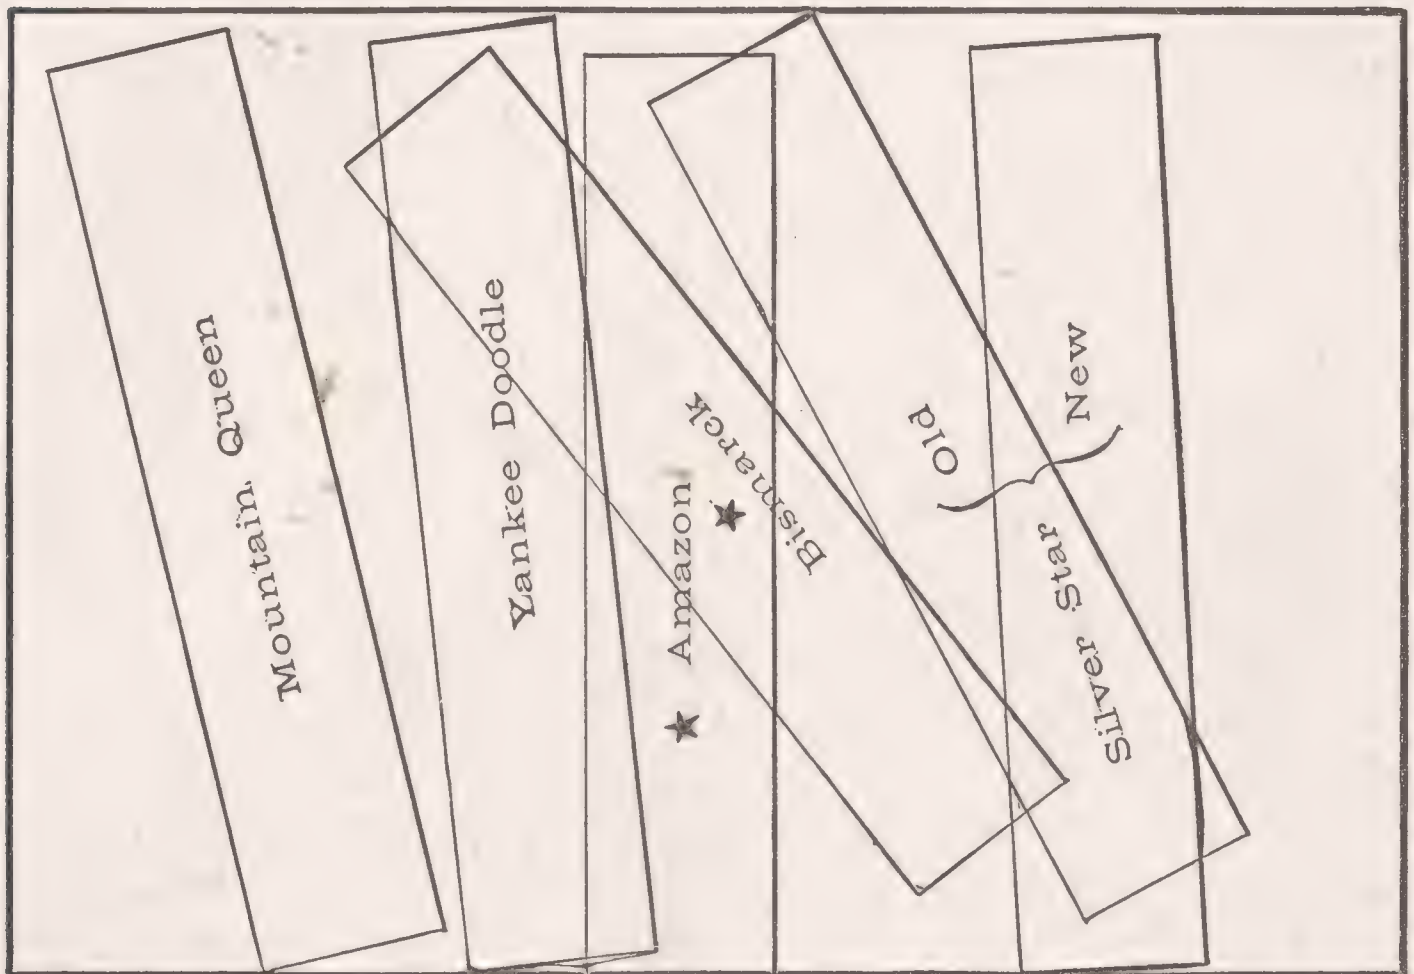 Mountain Queen
Yankee Doodle
Amazon
Bismarck
Old
New
Silver Star